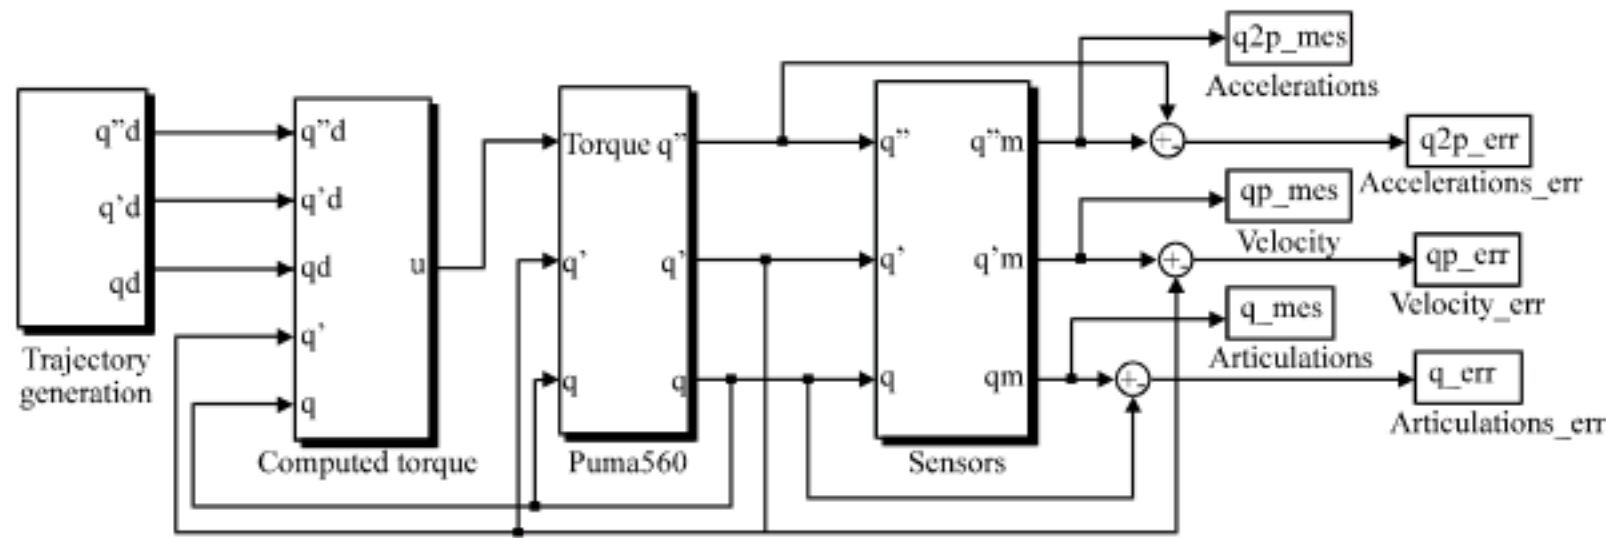 q”d
q’d
qd
Trajectory
generation
q”d
q’d
qd
q’
q
u
Computed torque
Torque q”
q’ q’
q q
Puma560
q” q”m
q’ q’m
q qm
Sensors
+-
+-
+-
q2p_mes
Accelerations
q2p_err
Accelerations_err
qp_mes
Velocity
qp_err
Velocity_err
q_mes
Articulations
q_err
Articulations_err